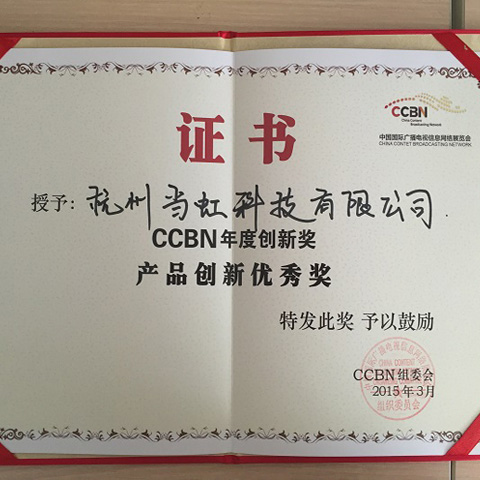 CCBN
China Content
Broadcasting Network
中国国际广播电视信息网络展览会
CHINA CONTET BROADCASTING NETWORK
证书
授予: 杭州当虹科技有限公司
CCBN年度创新奖
产品创新优秀奖
特发此奖 予以鼓励
CCBN组委会
2015年3月
组织委员会